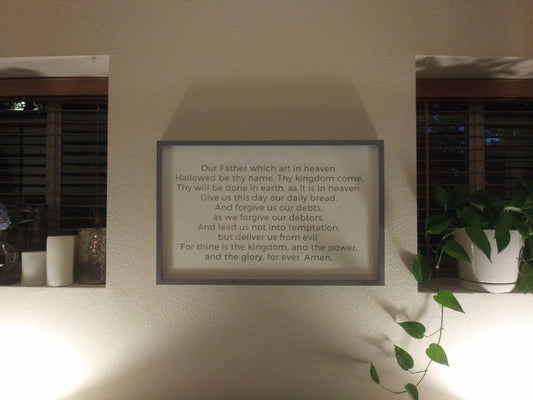 Our Father which art in heaven,
Hallowed be thy name. Thy kingdom come,
Thy will be done in earth, as it is in heaven.
Give us this day our daily bread.
And forgive us our debts,
as we forgive our debtors.
And lead us not into temptation,
but deliver us from evil.
For thine is the kingdom, and the power,
and the glory, for ever. Amen.